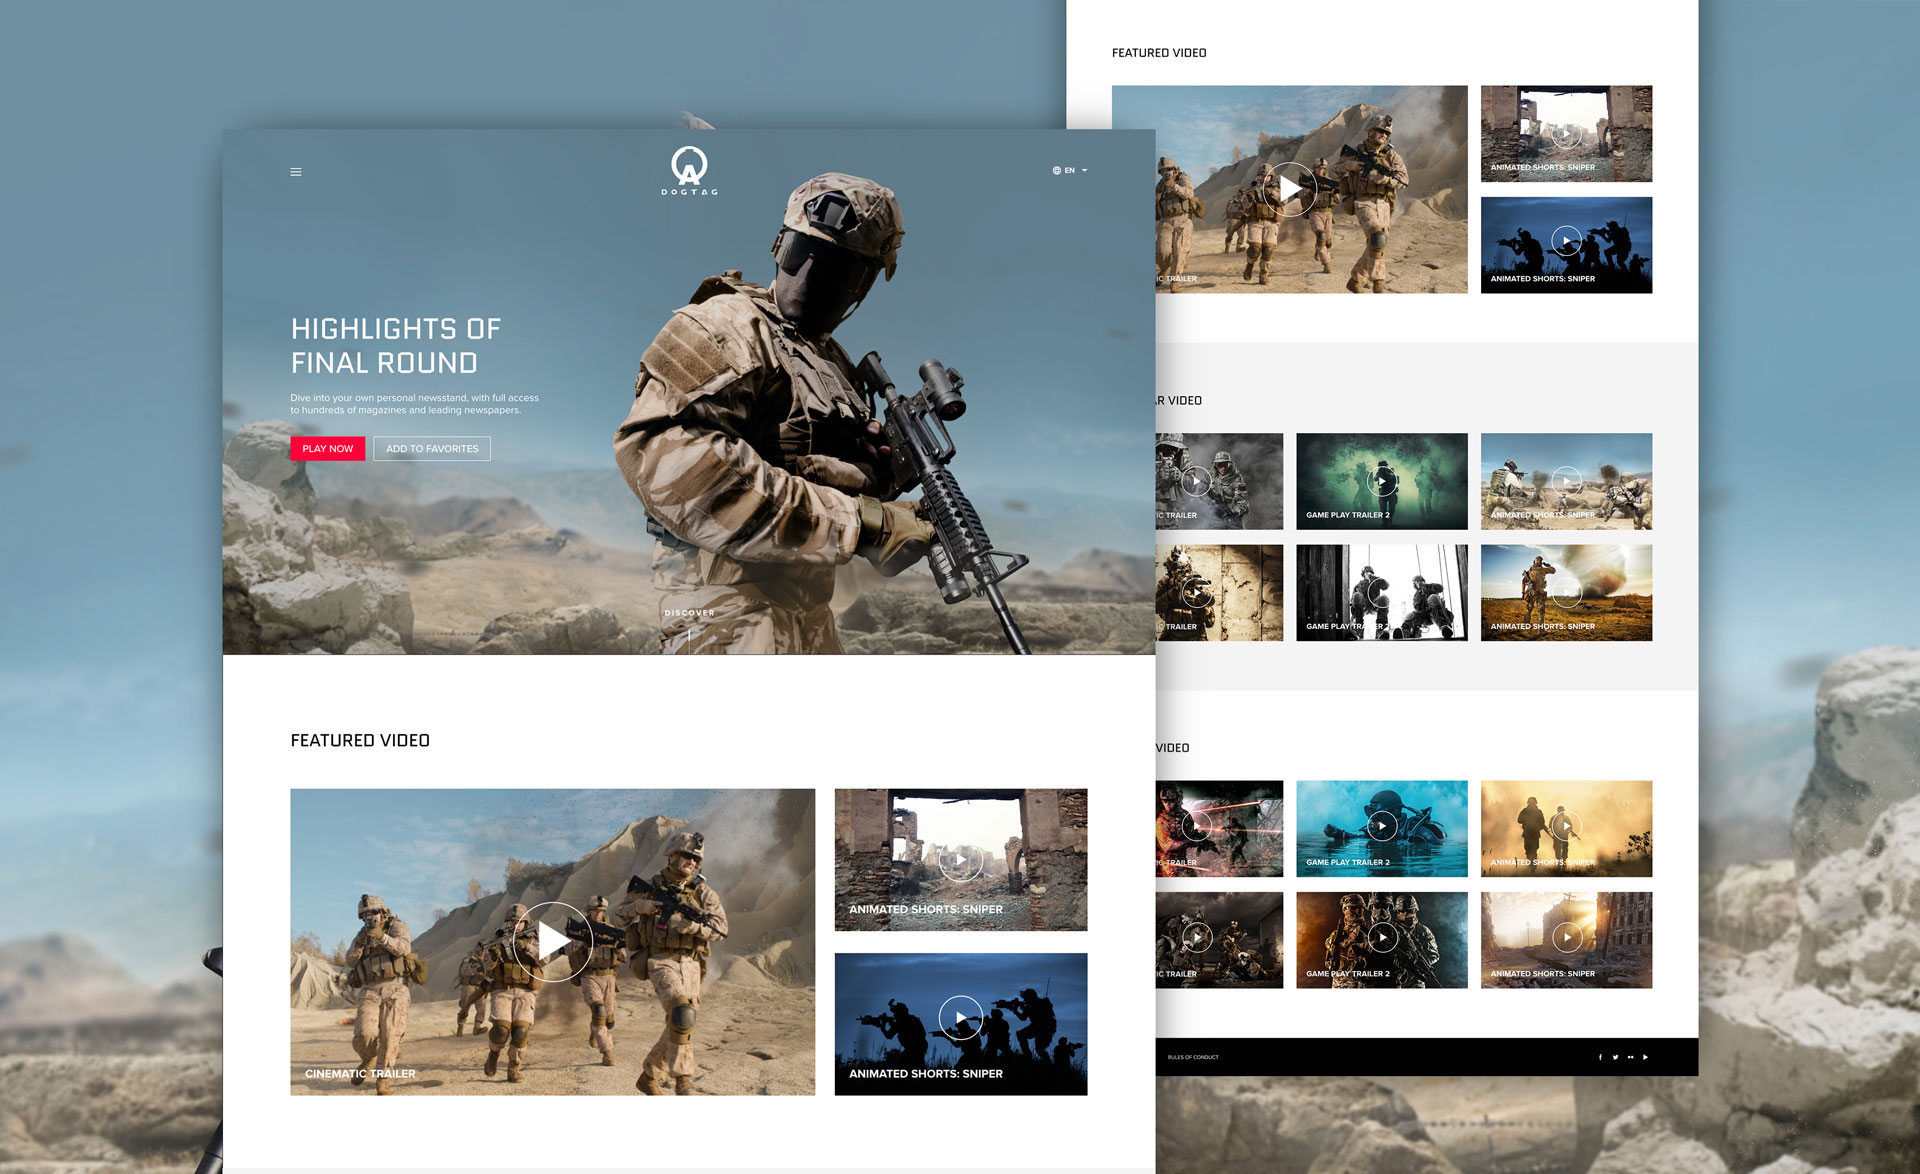 DOGTAG
EN
HIGHLIGHTS OF
FINAL ROUND
Dive into your own personal newsstand, with full access
to hundreds of magazines and leading newspapers.
PLAY NOW
ADD TO FAVORITES
DISCOVER
FEATURED VIDEO
CINEMATIC TRAILER
ANIMATED SHORTS: SNIPER
ANIMATED SHORTS: SNIPER
FEATURED VIDEO
IC TRAILER
ANIMATED SHORTS: SNIPER
ANIMATED SHORTS: SNIPER
AR VIDEO
IC TRAILER
GAME PLAY TRAILER 2
ANIMATED SHORTS: SNIPER
IC TRAILER
GAME PLAY TRAILER 2
ANIMATED SHORTS: SNIPER
VIDEO
IC TRAILER
GAME PLAY TRAILER 2
ANIMATED SHORTS: SNIPER
IC TRAILER
GAME PLAY TRAILER 2
ANIMATED SHORTS: SNIPER
RULES OF CONDUCT